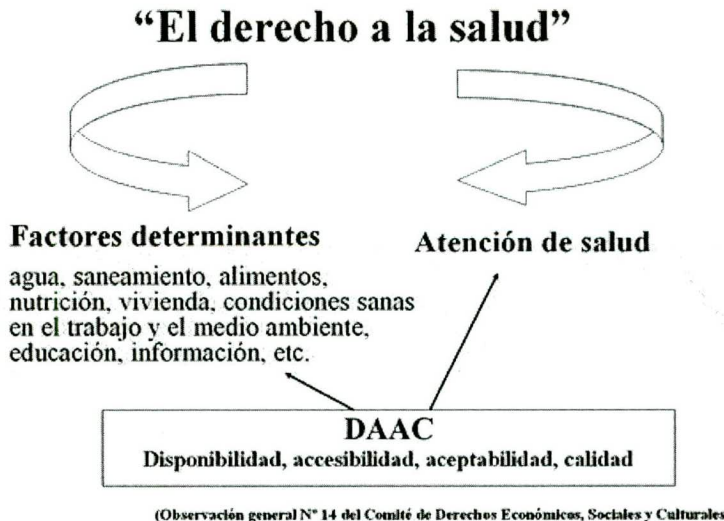 “El derecho a la salud”
Factores determinantes
agua, saneamiento, alimentos,
nutrición, vivienda, condiciones sanas
en el trabajo y el medio ambiente,
educación, información, etc.
Atención de salud
DAAC
Disponibilidad, accesibilidad, aceptabilidad, calidad
(Observación general N° 14 del Comité de Derechos Económicos, Sociales y Culturales